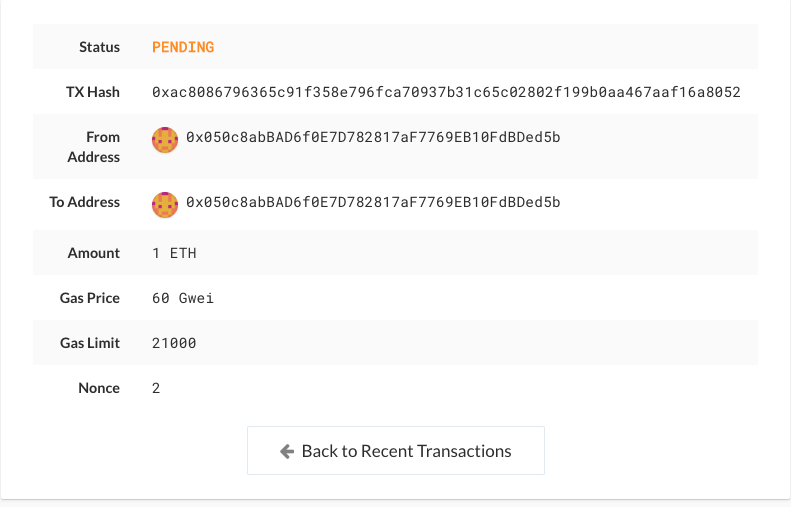 Status PENDING
TX Hash 0xac8086796365c91f358e796fca70937b31c65c02802f199b0aa467aaf16a8052
From Address 0x050c8abBAD6f0E7D782817aF7769EB10FdBDed5b
To Address 0x050c8abBAD6f0E7D782817aF7769EB10FdBDed5b
Amount 1 ETH
Gas Price 60 Gwei
Gas Limit 21000
Nonce 2
Back to Recent Transactions